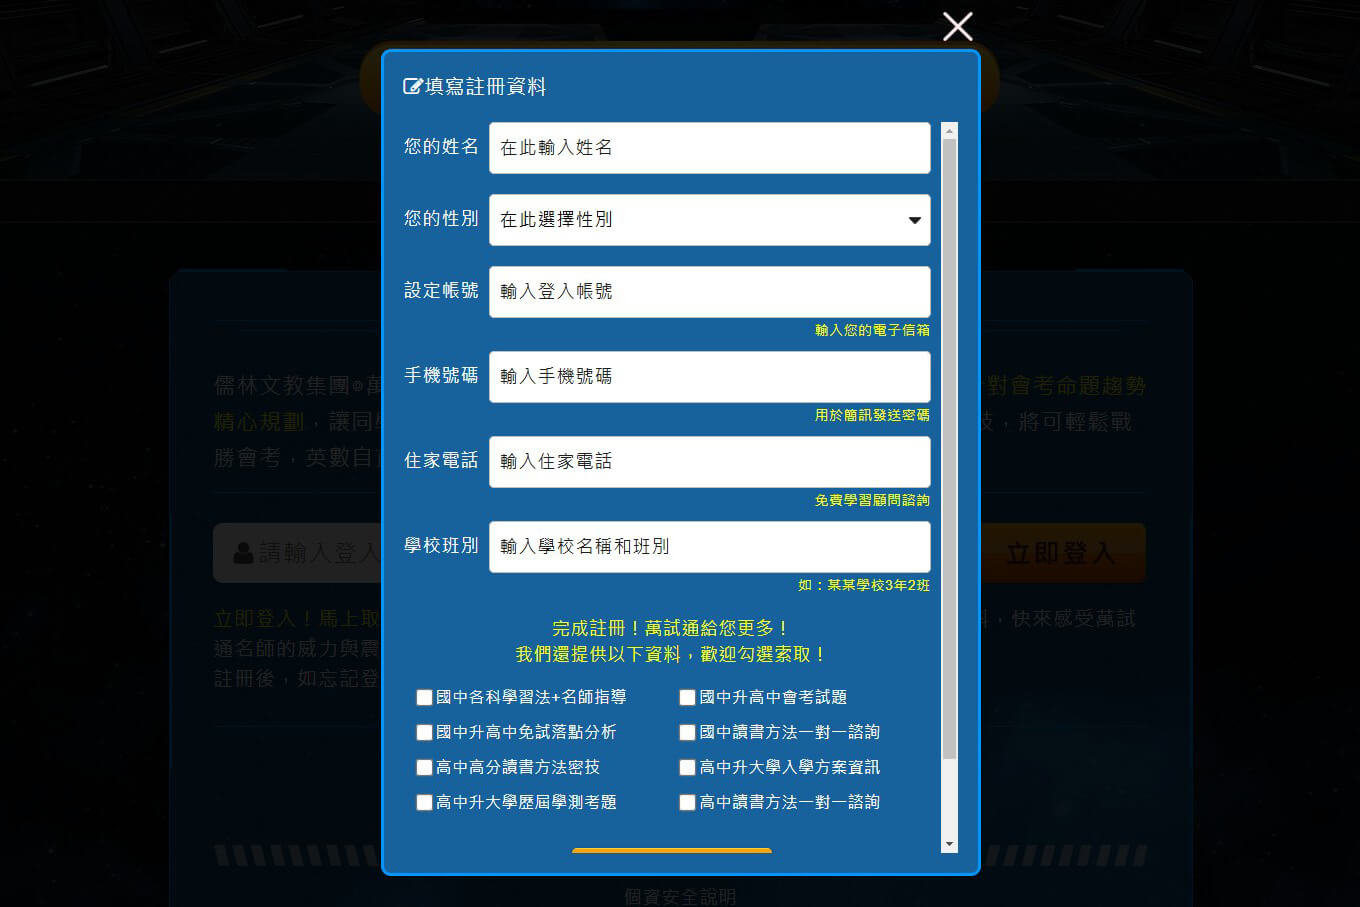 填寫註冊資料
您的姓名 在此輸入姓名
您的性別 在此選擇性別
設定帳號 輸入登入帳號
輸入您的電子信箱
手機號碼 輸入手機號碼
用於簡訊發送密碼
住家電話 輸入住家電話
免費學習顧問諮詢
學校班別 輸入學校名稱和班別
如：某某學校3年2班
完成註冊！萬試通給您更多！
我們還提供以下資料，歡迎勾選索取！
國中各科學習法+名師指導 國中升高中會考試題
國中升高中免試落點分析 國中讀書方法一對一諮詢
高中高分讀書方法密技 高中升大學入學方案資訊
高中升大學歷屆學測考題 高中讀書方法一對一諮詢
儒林文教集團 對會考命題趨勢
精心規劃，讓同 ，將可輕鬆戰
勝會考，英數自
請輸入登入 立即登入
立即登入！馬上取 ，快來感受萬試
通名師的威力與震
註冊後，如忘記登
個資安全說明